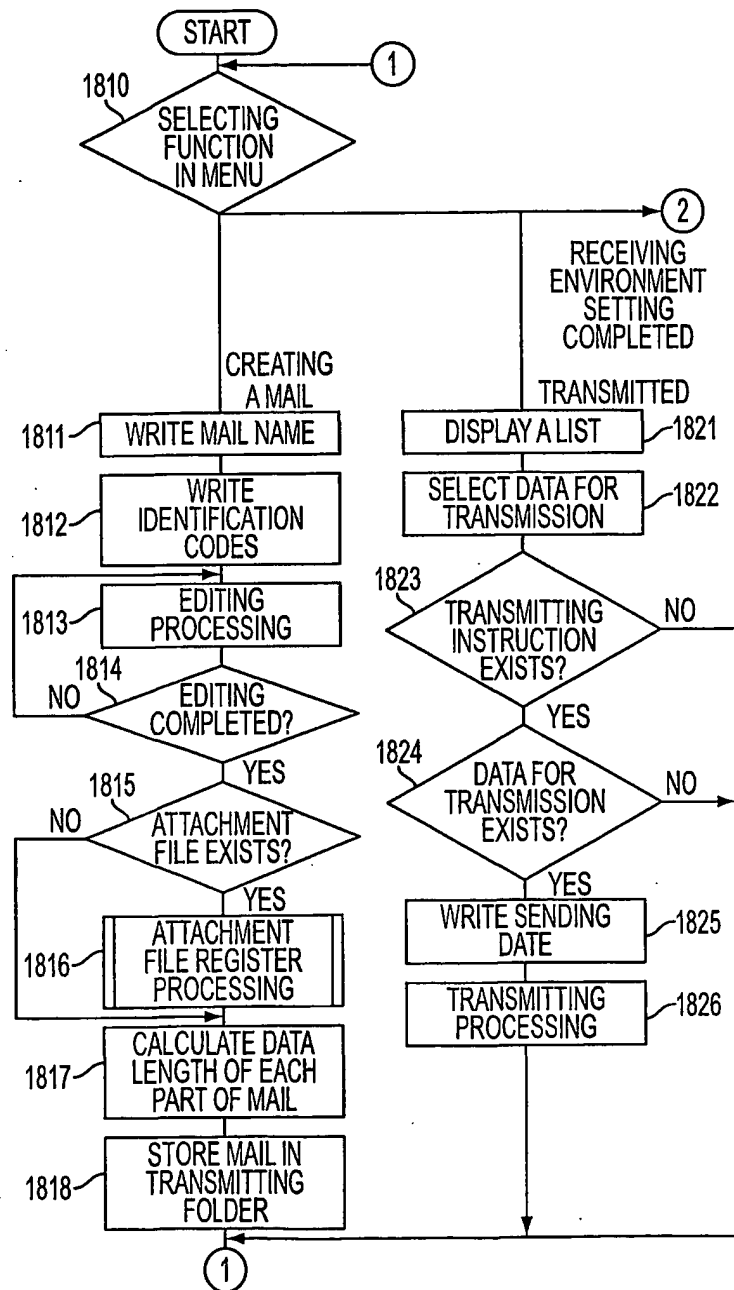 START
1
1810
SELECTING
FUNCTION
IN MENU
2
RECEIVING
ENVIRONMENT
SETTING
COMPLETED
CREATING
A MAIL
TRANSMITTED
1811
WRITE MAIL NAME
1812
WRITE
IDENTIFICATION
CODES
1813
EDITING
PROCESSING
1814
NO
EDITING
COMPLETED?
YES
1815
NO
ATTACHMENT
FILE EXISTS?
YES
1816
ATTACHMENT
FILE REGISTER
PROCESSING
1817
CALCULATE DATA
LENGTH OF EACH
PART OF MAIL
1818
STORE MAIL IN
TRANSMITTING
FOLDER
1
DISPLAY A LIST
1821
SELECT DATA FOR
TRANSMISSION
1822
1823
TRANSMITTING
INSTRUCTION
EXISTS?
NO
YES
1824
DATA FOR
TRANSMISSION
EXISTS?
NO
YES
WRITE SENDING
DATE
1825
TRANSMITTING
PROCESSING
1826